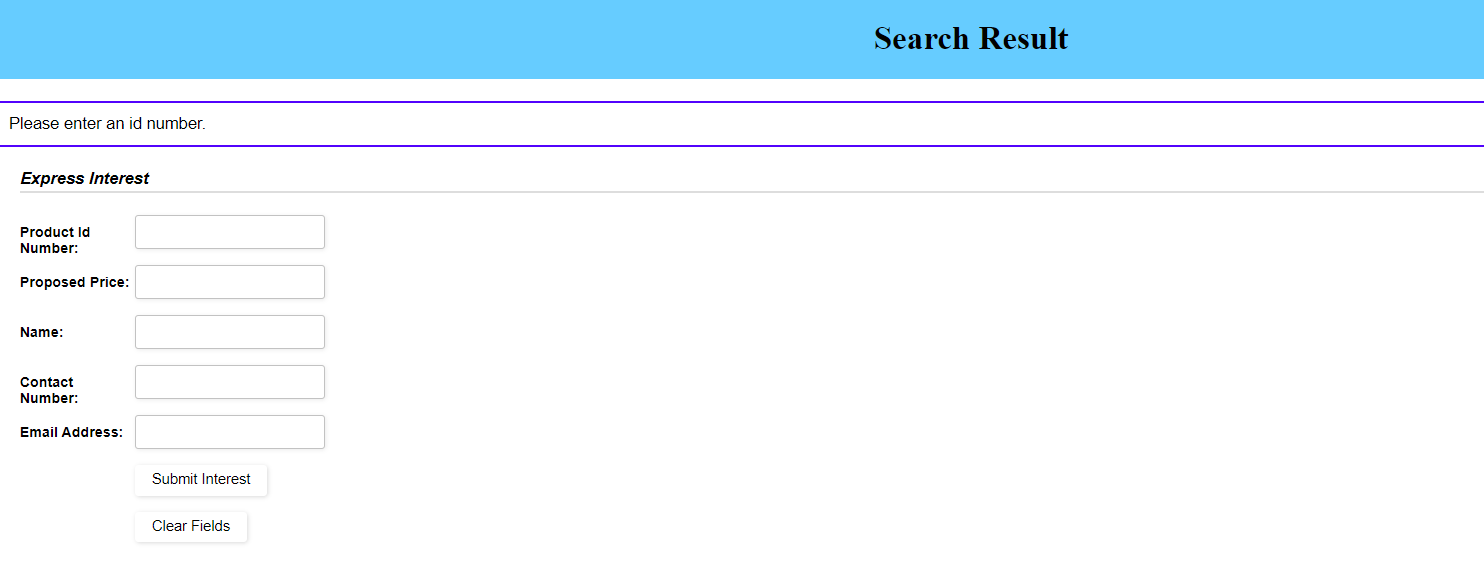 Search Result
Please enter an id number.
Express Interest
Product Id
Number:
Proposed Price:
Name:
Contact
Number:
Email Address:
Submit Interest
Clear Fields